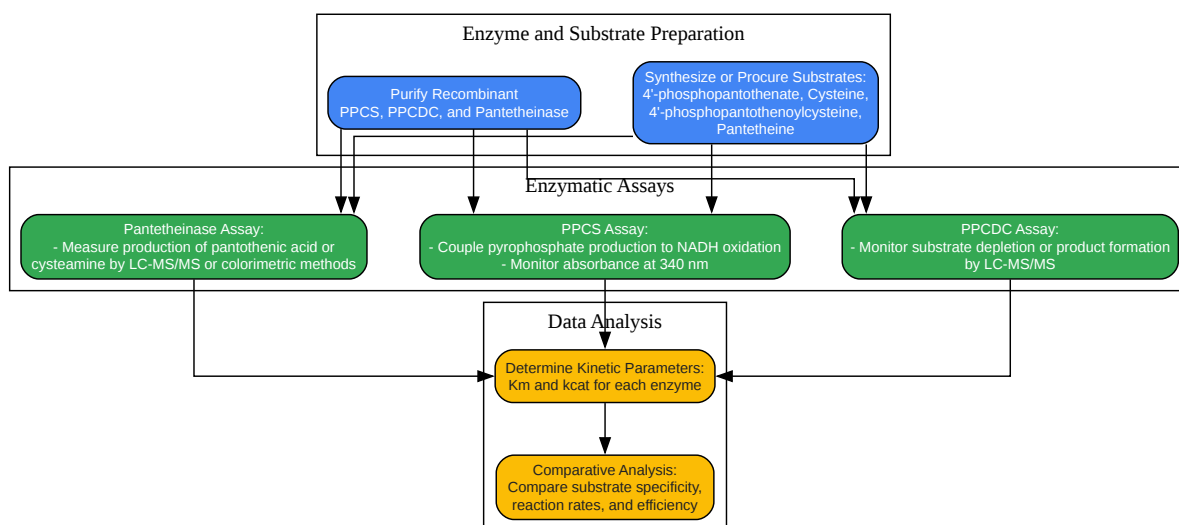 Enzyme and Substrate Preparation
Purify Recombinant
PPCS, PPCDC, and Pantetheinase
Synthesize or Procure Substrates:
4'-phosphopantothenate, Cysteine,
4'-phosphopantothenoylcysteine,
Pantetheine
Enzymatic Assays
Pantetheinase Assay:
- Measure production of pantothenic acid or
cysteamine by LC-MS/MS or colorimetric methods
PPCS Assay:
- Couple pyrophosphate production to NADH oxidation
- Monitor absorbance at 340 nm
PPCDC Assay:
- Monitor substrate depletion or product formation
by LC-MS/MS
Data Analysis
Determine Kinetic Parameters:
Km and kcat for each enzyme
Comparative Analysis:
Compare substrate specificity,
reaction rates, and efficiency